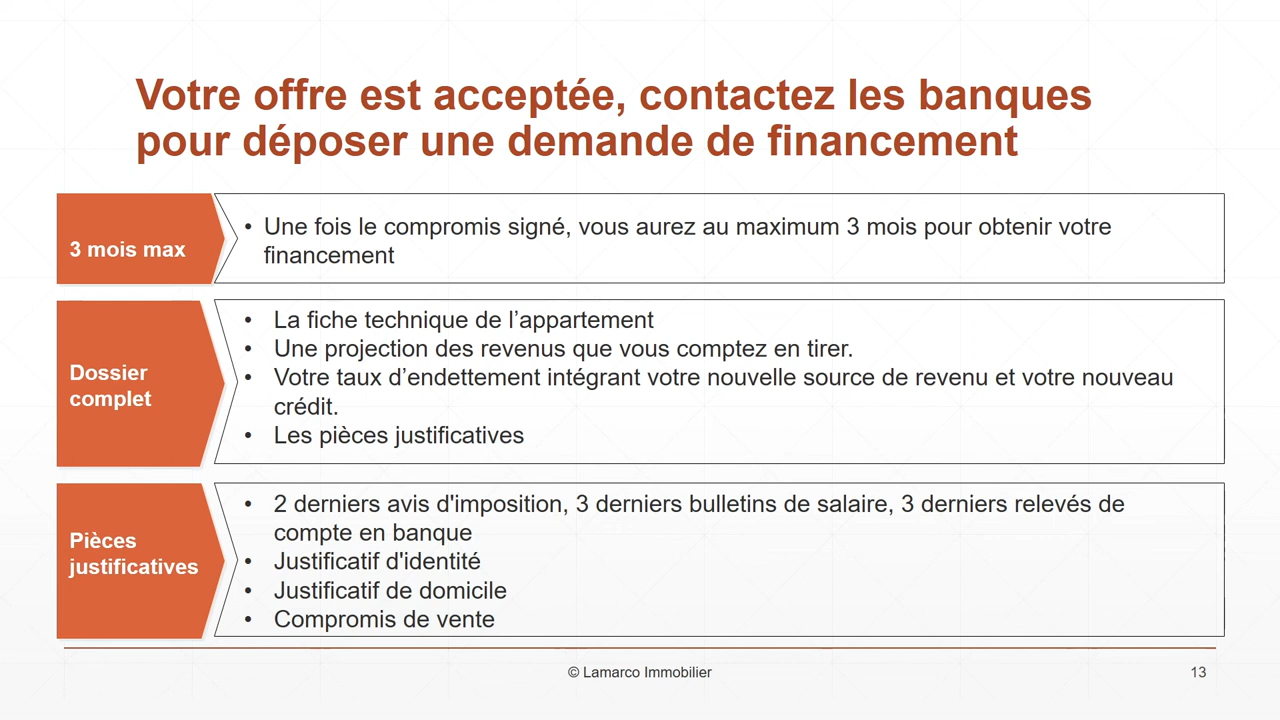 Votre offre est acceptée, contactez les banques
pour déposer une demande de financement
3 mois max
• Une fois le compromis signé, vous aurez au maximum 3 mois pour obtenir votre
financement
Dossier
complet
• La fiche technique de l’appartement
• Une projection des revenus que vous comptez en tirer.
• Votre taux d’endettement intégrant votre nouvelle source de revenu et votre nouveau
crédit.
• Les pièces justificatives
Pièces
justificatives
• 2 derniers avis d'imposition, 3 derniers bulletins de salaire, 3 derniers relevés de
compte en banque
• Justificatif d'identité
• Justificatif de domicile
• Compromis de vente
© Lamarco Immobilier
13